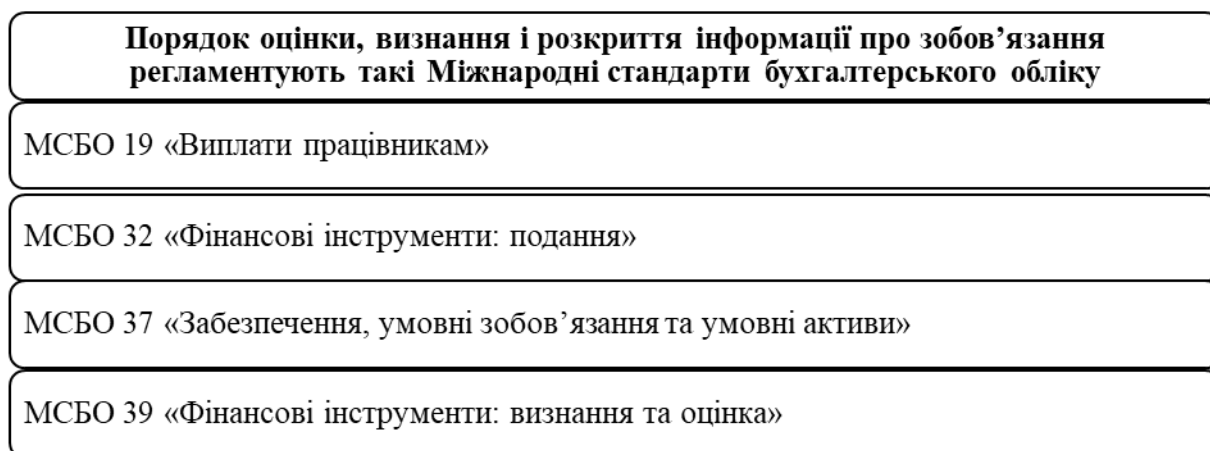 Порядок оцінки, визнання і розкриття інформації про зобов’язання
регламентують такі Міжнародні стандарти бухгалтерського обліку
МСБО 19 «Виплати працівникам»
МСБО 32 «Фінансові інструменти: подання»
МСБО 37 «Забезпечення, умовні зобов’язання та умовні активи»
МСБО 39 «Фінансові інструменти: визнання та оцінка»